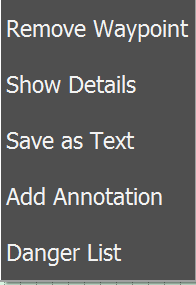 Remove Waypoint
Show Details
Save as Text
Add Annotation
Danger List